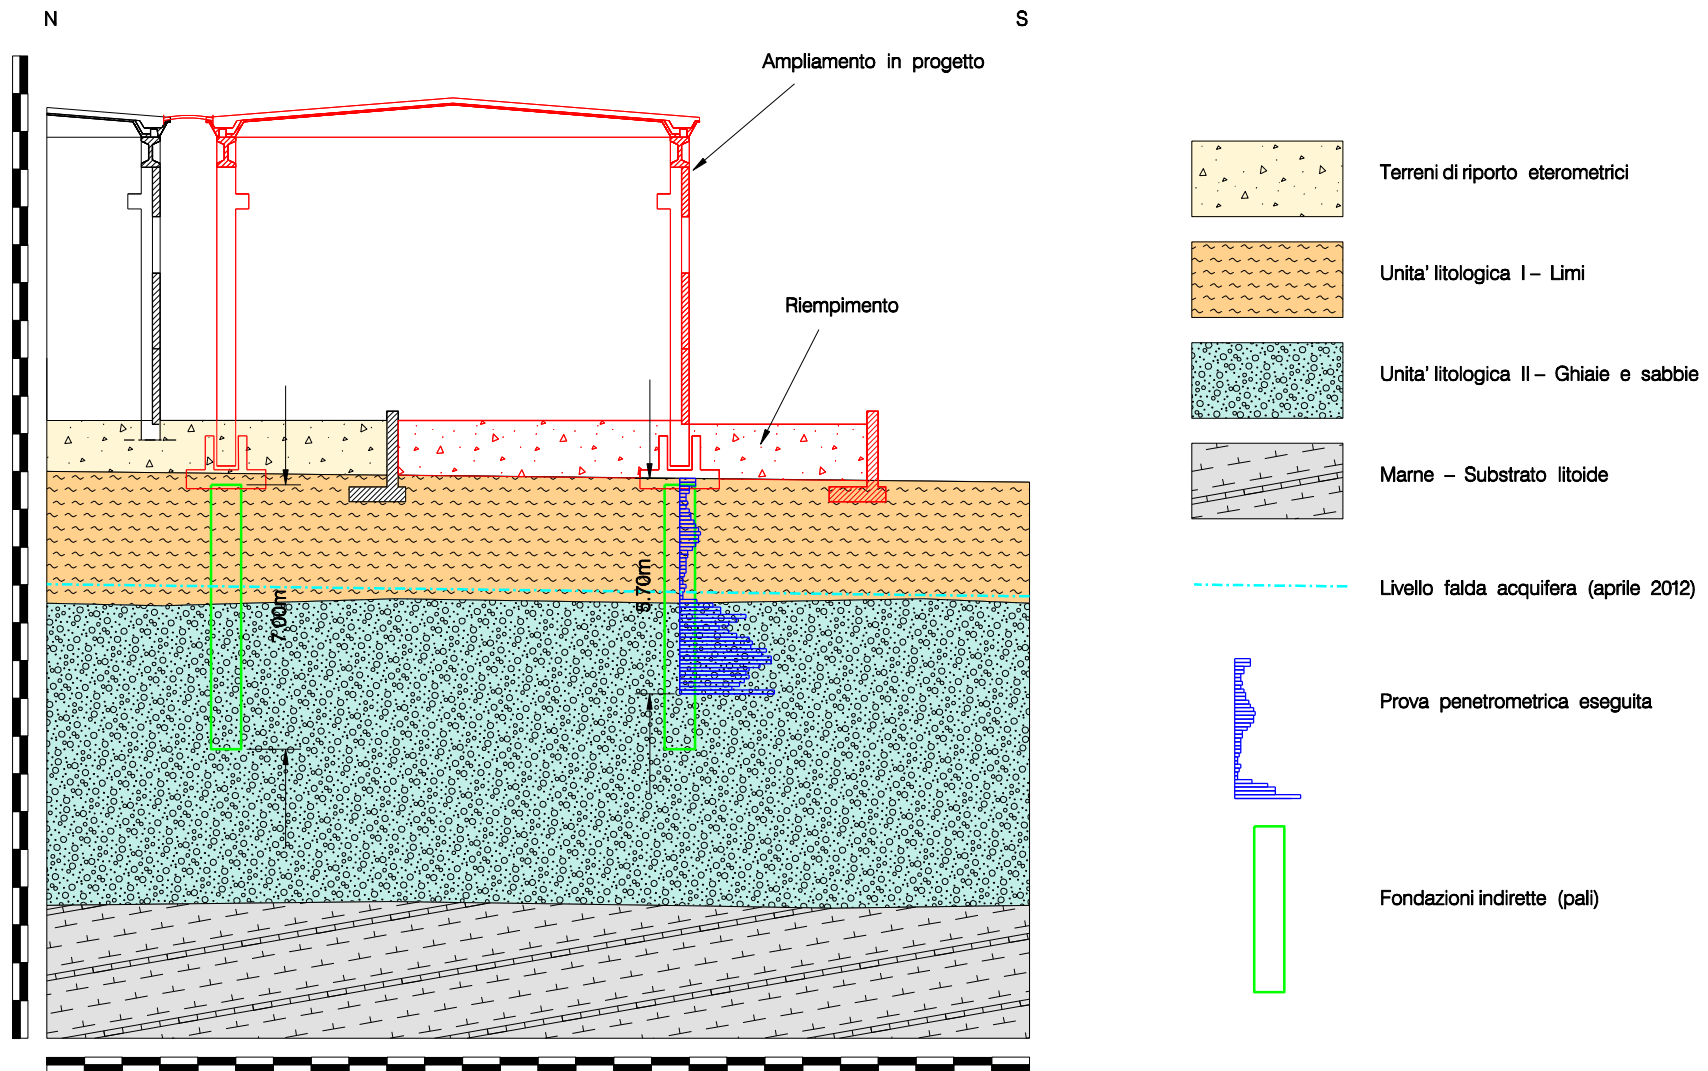 N
S
Ampliamento in progetto
Terreni di riporto eterometrici
Unita' litologica I – Limi
Riempimento
Unita' litologica II – Ghiaie e sabbie
Marne – Substrato litoide
7.00m
5.70m
Livello falda acquifera (aprile 2012)
Prova penetrometrica eseguita
Fondazioni indirette (pali)